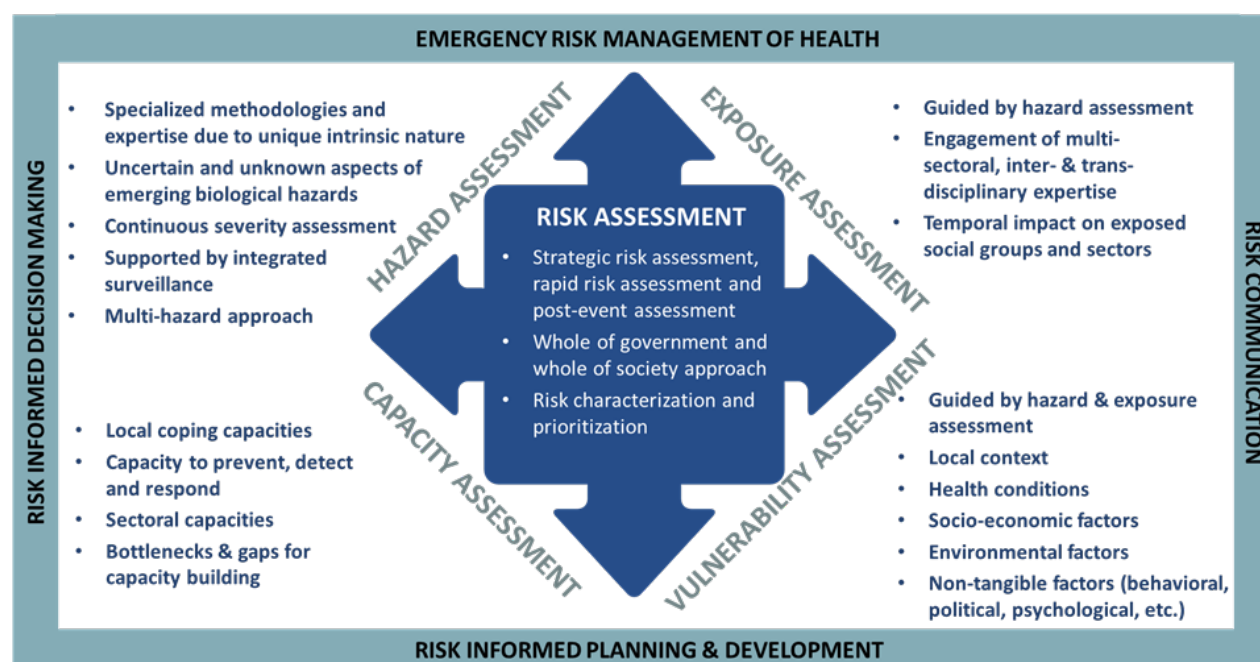 EMERGENCY RISK MANAGEMENT OF HEALTH
RISK INFORMED DECISION MAKING
HAZARD ASSESSMENT
• Specialized methodologies and
expertise due to unique intrinsic nature
• Uncertain and unknown aspects of
emerging biological hazards
• Continuous severity assessment
• Supported by integrated
surveillance
• Multi-hazard approach
EXPOSURE ASSESSMENT
• Guided by hazard assessment
• Engagement of multi-
sectoral, inter- & trans-
disciplinary expertise
• Temporal impact on exposed
social groups and sectors
RISK ASSESSMENT
• Strategic risk assessment,
rapid risk assessment and
post-event assessment
• Whole of government and
whole of society approach
• Risk characterization and
prioritization
CAPACITY ASSESSMENT
• Local coping capacities
• Capacity to prevent, detect
and respond
• Sectoral capacities
• Bottlenecks & gaps for
capacity building
VULNERABILITY ASSESSMENT
• Guided by hazard & exposure
assessment
• Local context
• Health conditions
• Socio-economic factors
• Environmental factors
• Non-tangible factors (behavioral,
political, psychological, etc.)
RISK COMMUNICATION
RISK INFORMED PLANNING & DEVELOPMENT